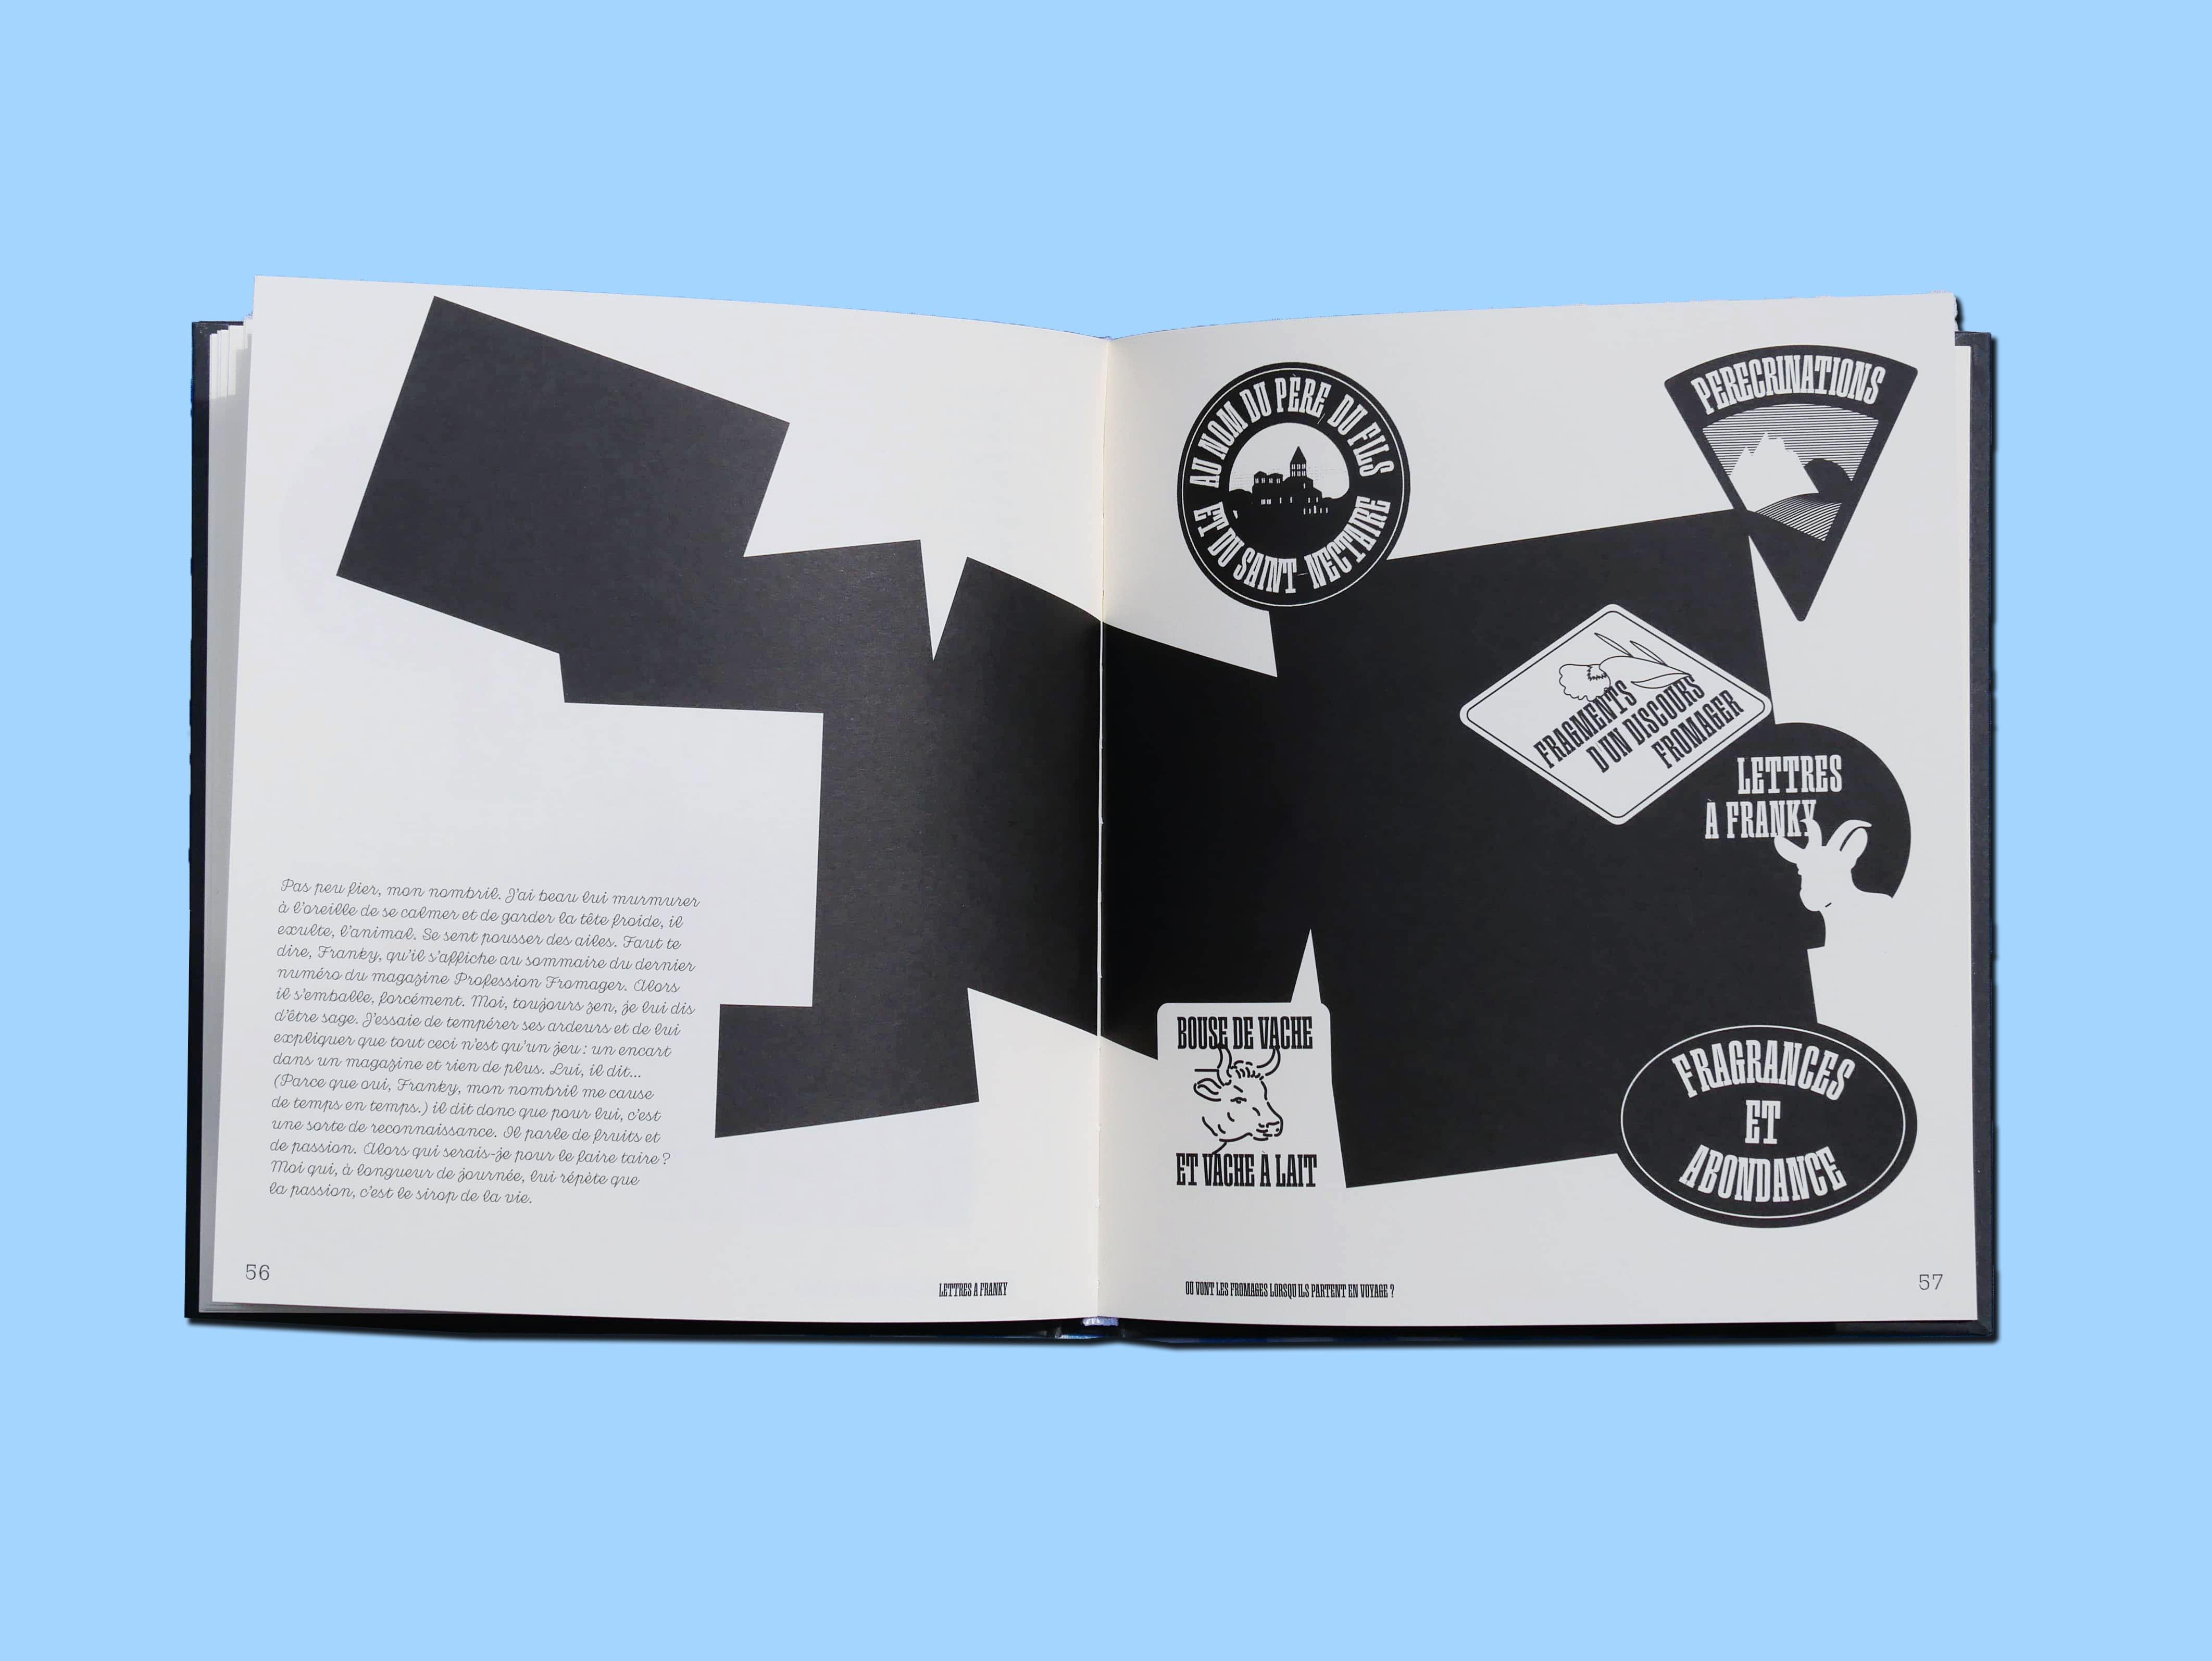 Pas peu fier, mon nombril. J'ai beau lui murmurer
à l'oreille de se calmer et de garder la tête froide, il
exulte, l'animal. Se sent pousser des ailes. Faut te
dire, Franky, qu'il s'affiche au sommaire du dernier
numéro du magazine Profession Fromager. Alors
il s'emballe, forcément. Moi, toujours zen, je lui dis
d'être sage. J'essaie de tempérer ses ardeurs et de lui
expliquer que tout ceci n'est qu'un jeu : un encart
dans un magazine et rien de plus. Lui, il dit...
(Parce que oui, Franky, mon nombril me cause
de temps en temps.) il dit donc que pour lui, c'est
une sorte de reconnaissance. Il parle de fruits et
de passion. Alors qui serais-je pour le faire taire ?
Moi qui, à longueur de journée, lui répète que
la passion, c'est le sirop de la vie.
56
LETTRES A FRANKY
AU NOM DU PÈRE, DU FILS
ET DU SAINT-NECTAIRE
PEREGRINATIONS
FRAGMENTS
D'UN DISCOURS
FROMAGER
LETTRES
À FRANKY
BOUSE DE VACHE
ET VACHE À LAIT
FRAGRANCES
ET
ABONDANCE
OU VONT LES FROMAGES LORSQU'ILS PARTENT EN VOYAGE ?
57